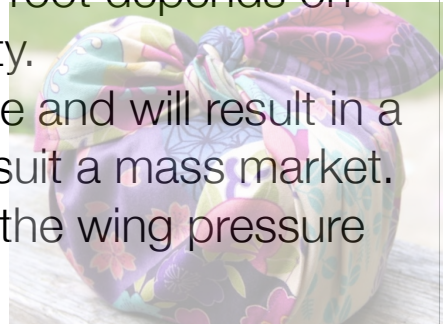 depends on
ty.
e and will result in a
suit a mass market.
the wing pressure